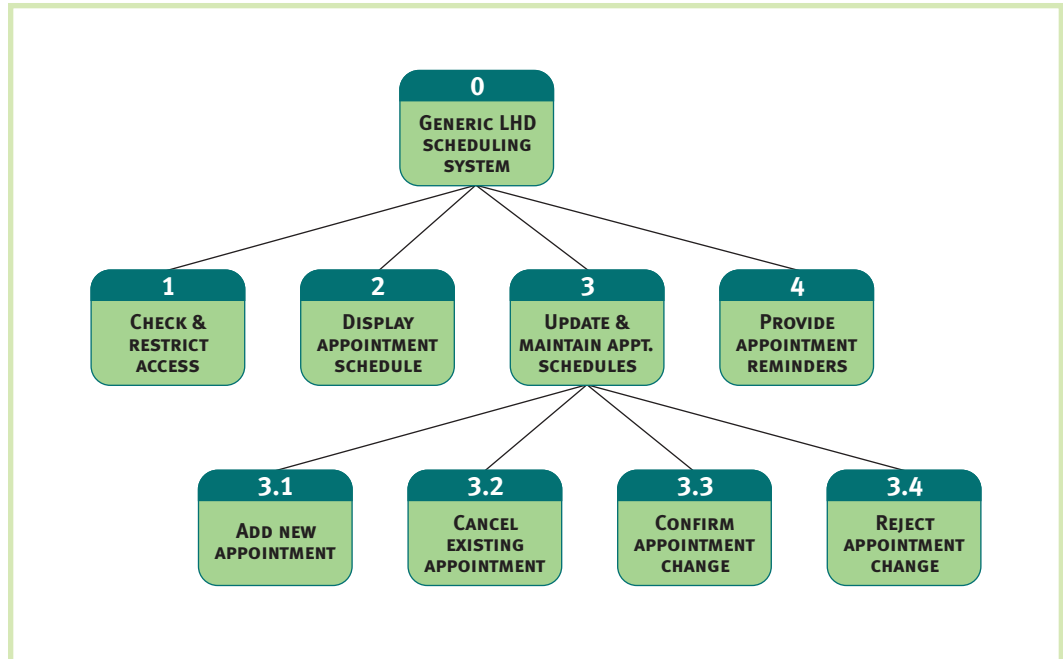 0
GENERIC LHD
SCHEDULING
SYSTEM
1
CHECK &
RESTRICT
ACCESS
2
DISPLAY
APPOINTMENT
SCHEDULE
3
UPDATE &
MAINTAIN APPT.
SCHEDULES
4
PROVIDE
APPOINTMENT
REMINDERS
3.1
ADD NEW
APPOINTMENT
3.2
CANCEL
EXISTING
APPOINTMENT
3.3
CONFIRM
APPOINTMENT
CHANGE
3.4
REJECT
APPOINTMENT
CHANGE